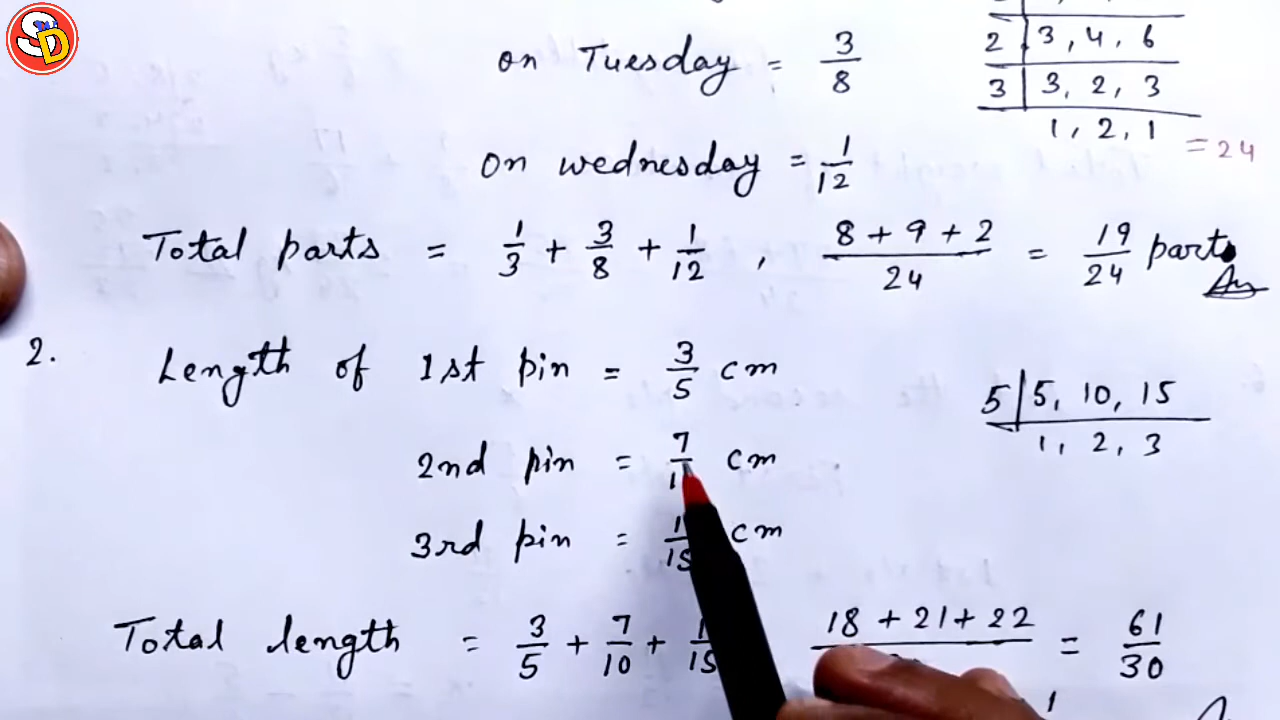 SD
on Tuesday = 3/8
2 | 3, 4, 6
3 | 3, 2, 3
1, 2, 1 = 24
on wednesday = 1/12
Total parts = 1/3 + 3/8 + 1/12 , 8 + 9 + 2 / 24 = 19/24 parts
Ans
2. Length of 1st pin = 3/5 cm
5 | 5, 10, 15
1, 2, 3
2nd pin = 7/ cm
3rd pin = /15 cm
Total length = 3/5 + 7/10 + /15 18 + 21 + 22 = 61/30